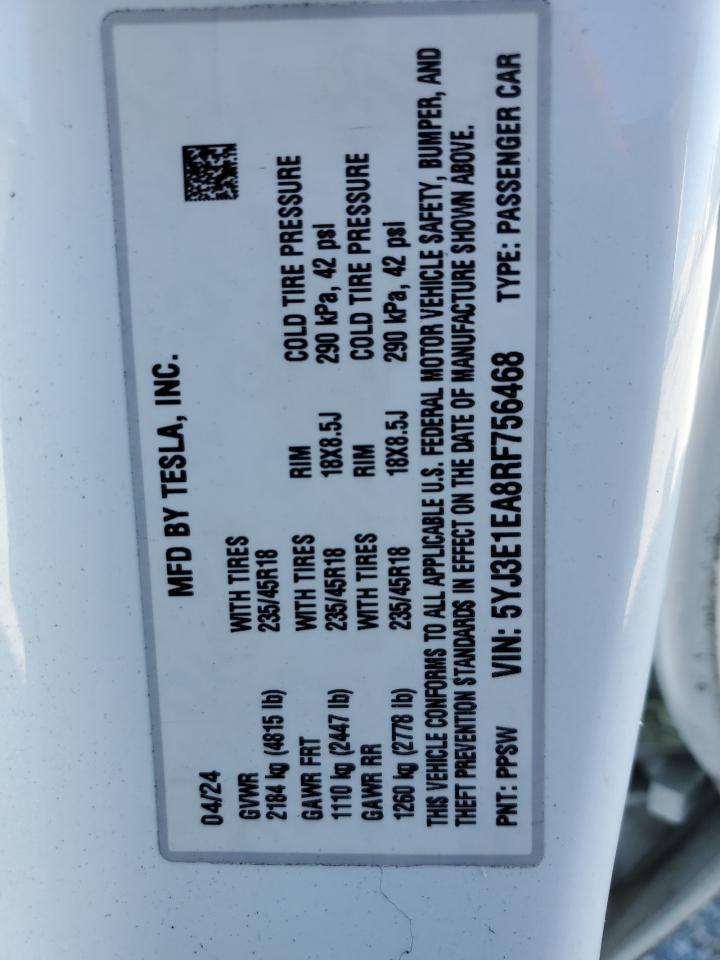 MFD BY TESLA, INC.
04/24
GVWR WITH TIRES
2184 kg (4815 lb) 235/45R18
GAWR FRT WITH TIRES RIM COLD TIRE PRESSURE
1110 kg (2447 lb) 235/45R18 18X8.5J 290 kPa, 42 psi
GAWR RR WITH TIRES RIM COLD TIRE PRESSURE
1260 kg (2778 lb) 235/45R18 18X8.5J 290 kPa, 42 psi
THIS VEHICLE CONFORMS TO ALL APPLICABLE U.S. FEDERAL MOTOR VEHICLE SAFETY, BUMPER, AND
THEFT PREVENTION STANDARDS IN EFFECT ON THE DATE OF MANUFACTURE SHOWN ABOVE.
PNT: PPSW VIN: 5YJ3E1EA8RF756468 TYPE: PASSENGER CAR